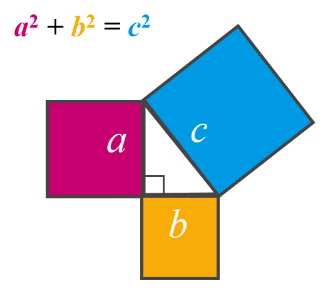 a² + b² = c²
a
c
b